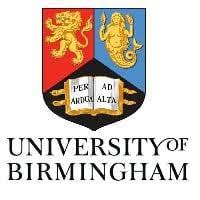 PER AD
ARDUA ALTA
UNIVERSITY OF
BIRMINGHAM